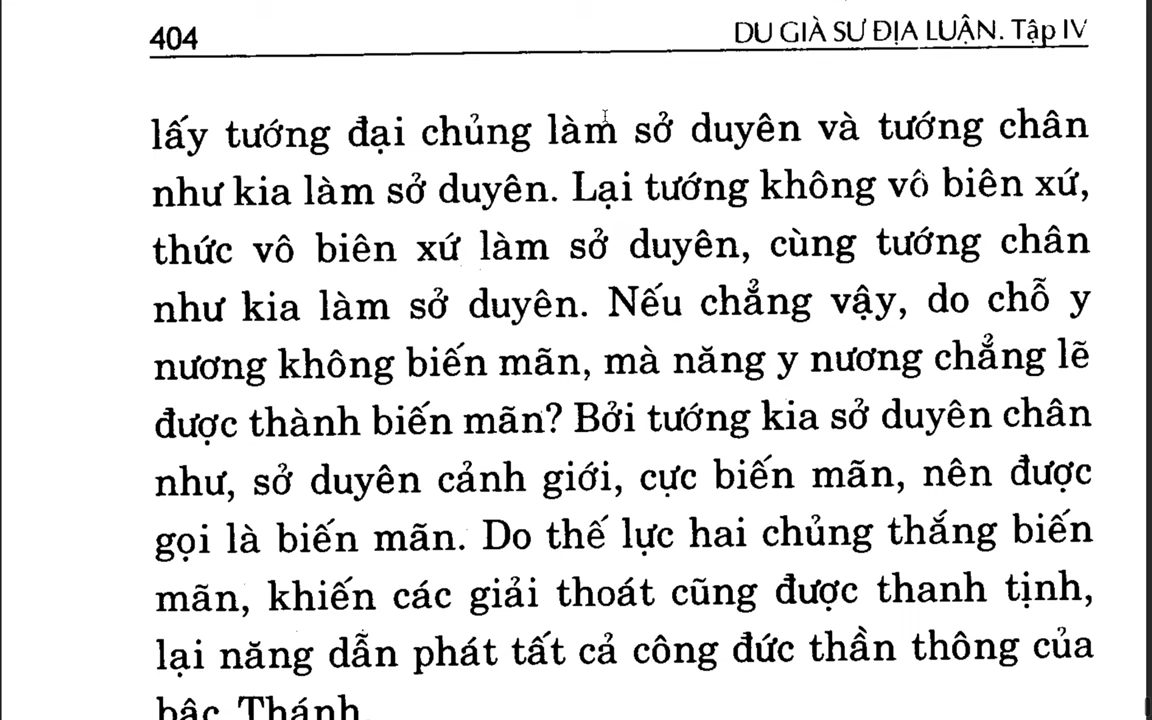 404
DU GIÀ SƯ ĐỊA LUẬN. Tập IV
lấy tướng đại chủng làm sở duyên và tướng chân
như kia làm sở duyên. Lại tướng không vô biên xứ,
thức vô biên xứ làm sở duyên, cùng tướng chân
như kia làm sở duyên. Nếu chẳng vậy, do chỗ y
nương không biến mãn, mà năng y nương chẳng lẽ
được thành biến mãn? Bởi tướng kia sở duyên chân
như, sở duyên cảnh giới, cực biến mãn, nên được
gọi là biến mãn. Do thế lực hai chủng thắng biến
mãn, khiến các giải thoát cũng được thanh tịnh,
lại năng dẫn phát tất cả công đức thần thông của
bậc Thánh.